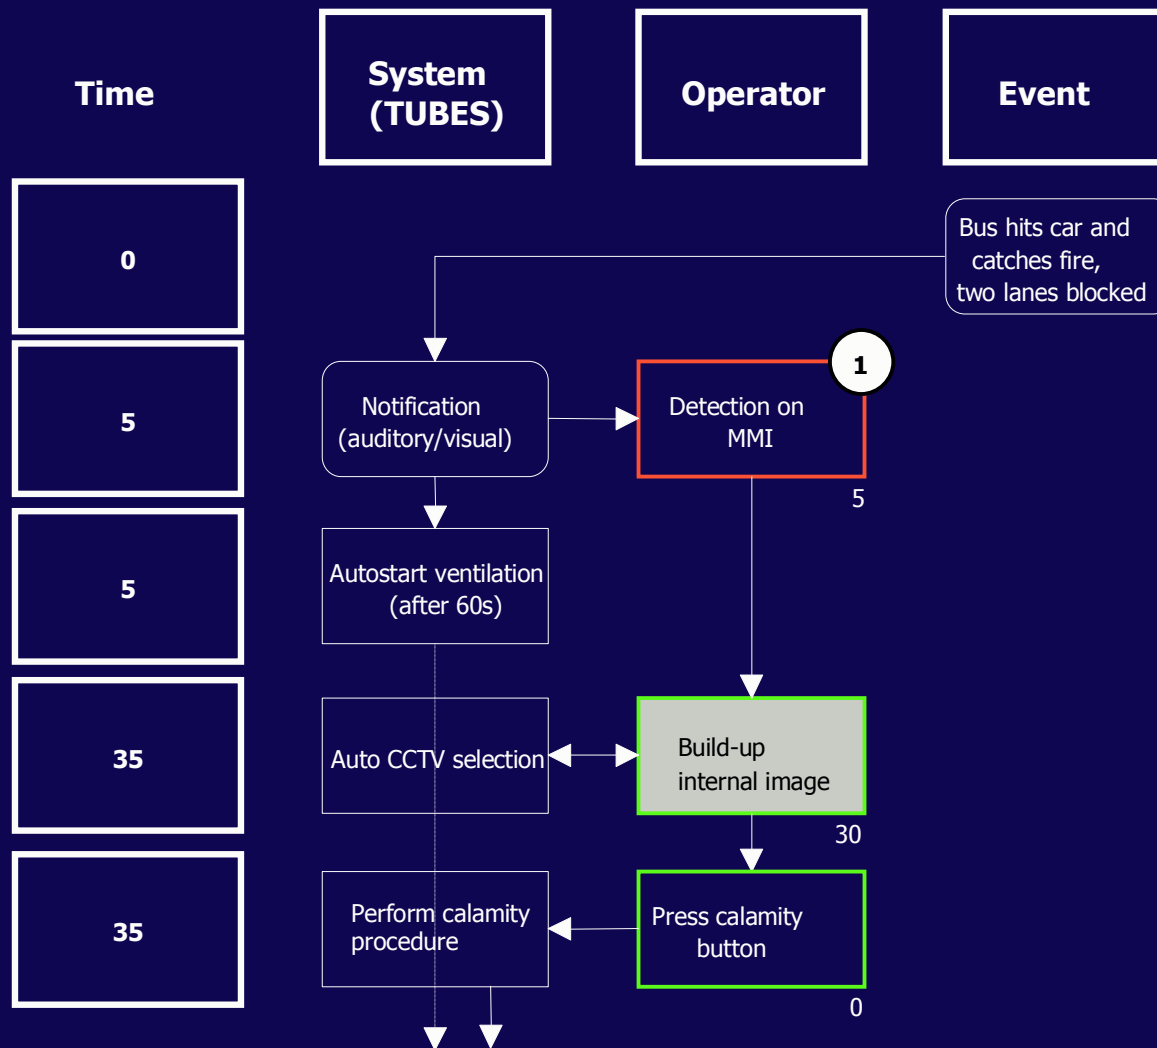 Time
System
(TUBES)
Operator
Event
0
Bus hits car and
catches fire,
two lanes blocked
5
Notification
(auditory/visual)
1
Detection on
MMI
5
5
Autostart ventilation
(after 60s)
35
Auto CCTV selection
Build-up
internal image
30
35
Perform calamity
procedure
Press calamity
button
0